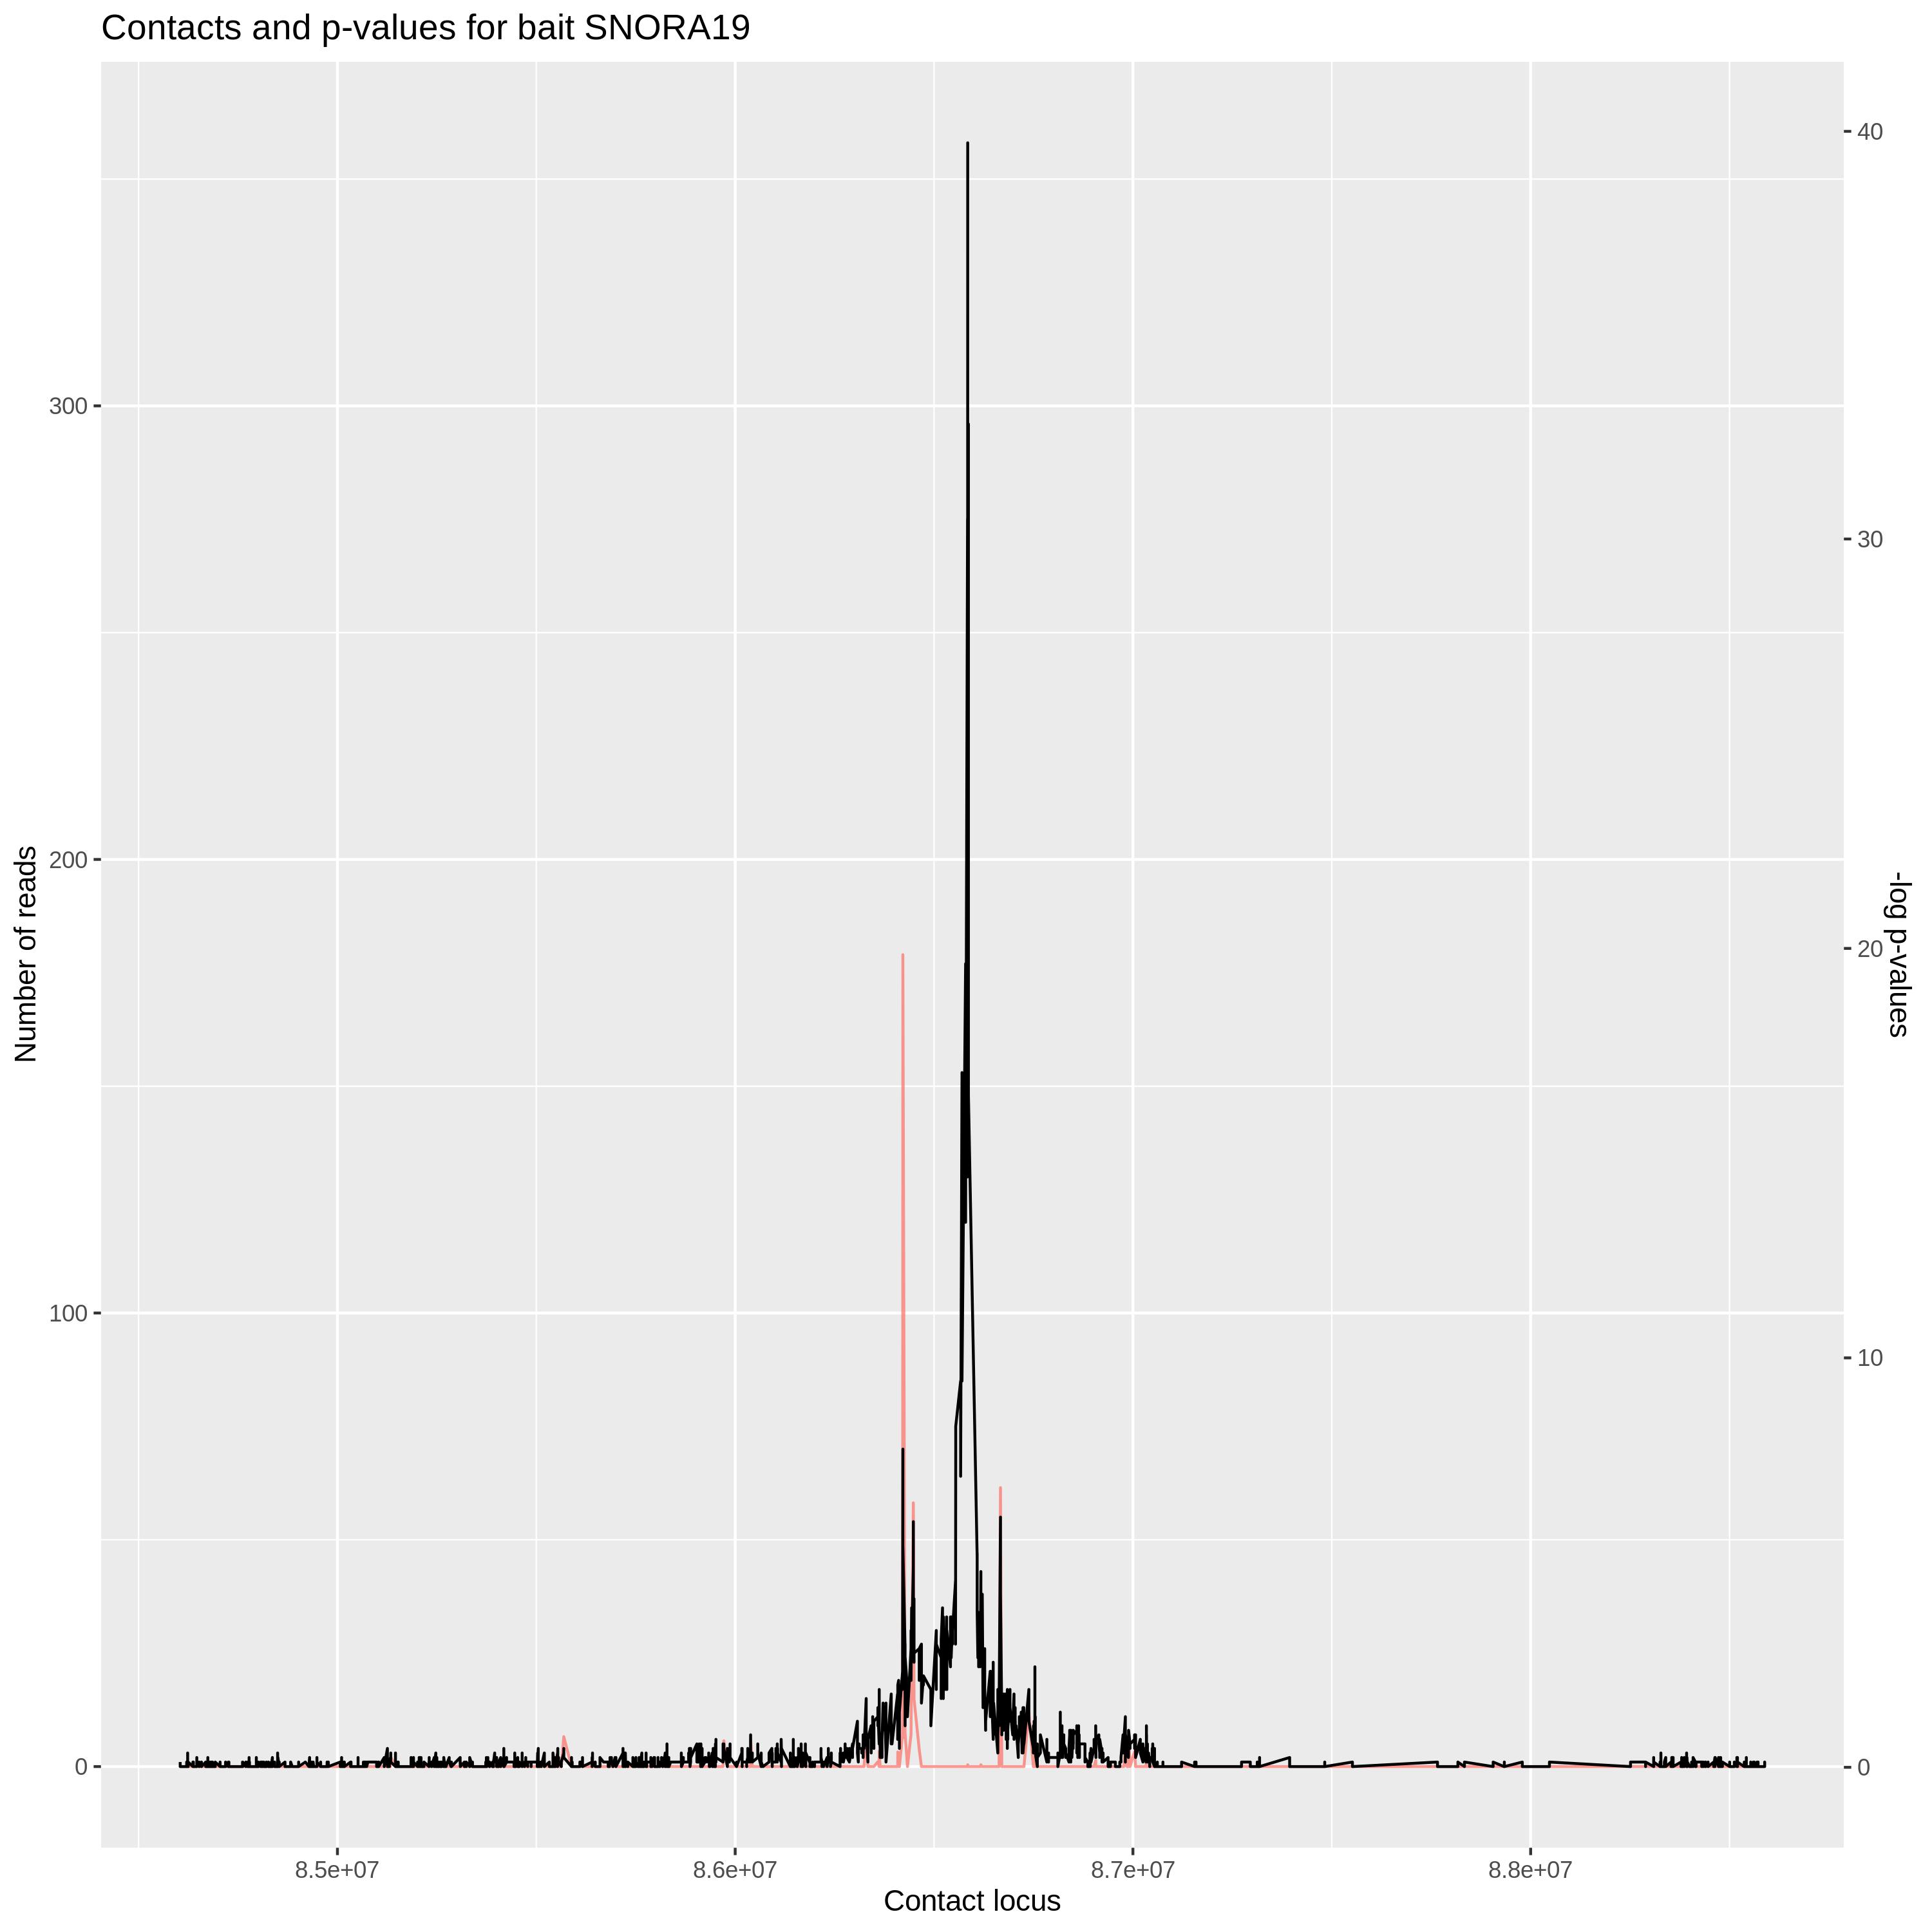 Contacts and p-values for bait SNORA19
40
300
30
200
20
100
10
0
0
Number of reads
-log p-values
8.5e+07
8.6e+07
8.7e+07
8.8e+07
Contact locus